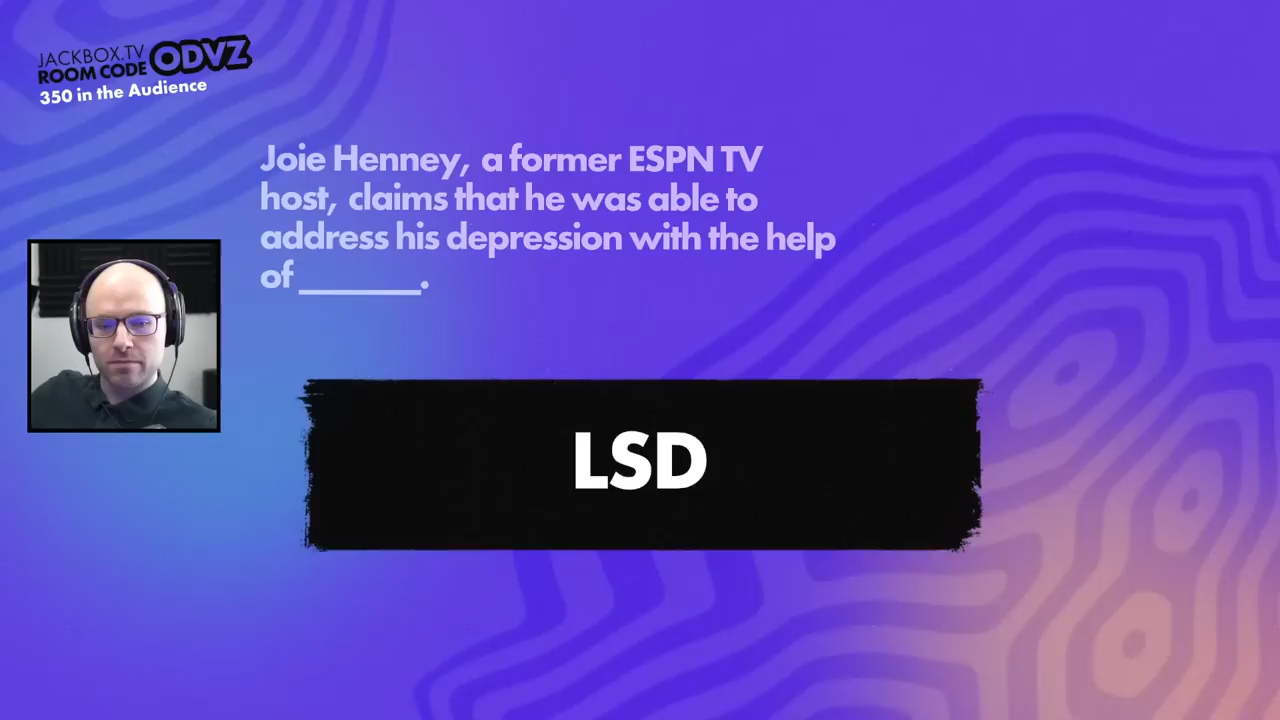 JACKBOX.TV
ROOM CODE ODVZ
350 in the Audience
Joie Henney, a former ESPN TV
host, claims that he was able to
address his depression with the help
of ________.
LSD